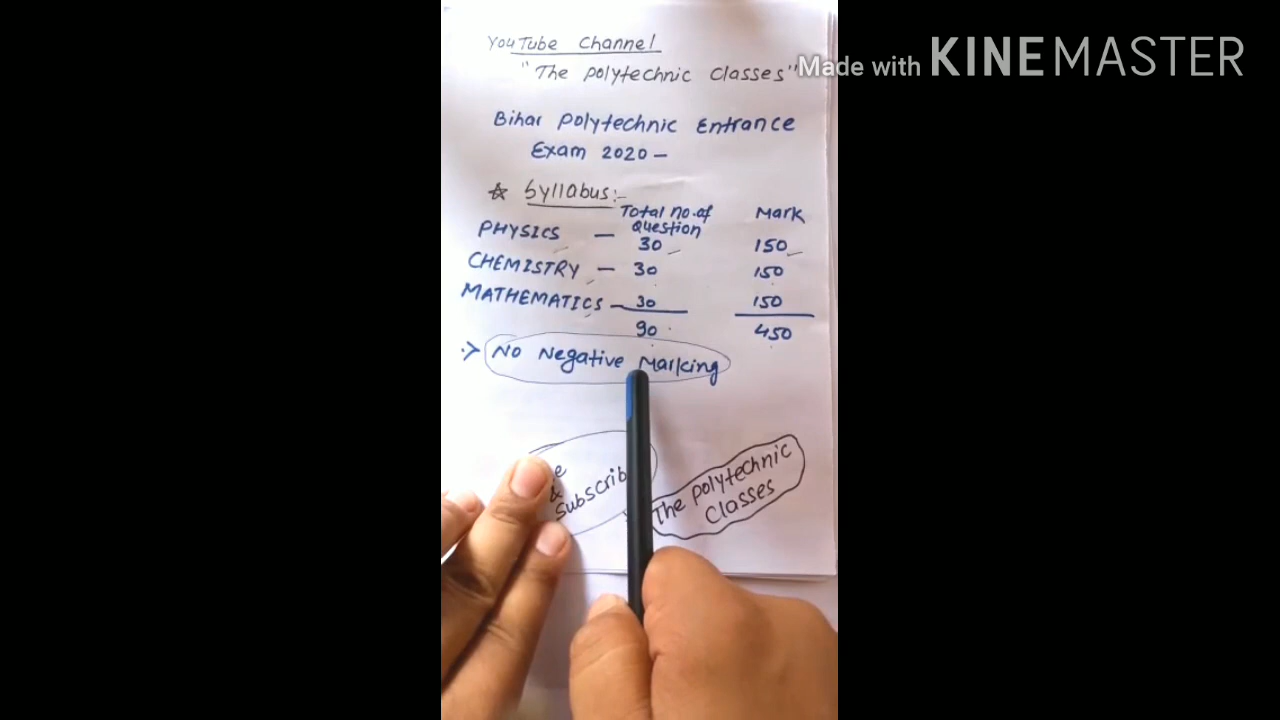 YouTube Channel
"The polytechnic classes"
Made with KINEMASTER
Bihar Polytechnic Entrance
Exam 2020 -
☆ Syllabus:-
Total no. of Question Mark
PHYSICS - 30 150
CHEMISTRY - 30 150
MATHEMATICS - 30 150
90 450
No Negative Marking
&
Subscrib
The polytechnic
Classes